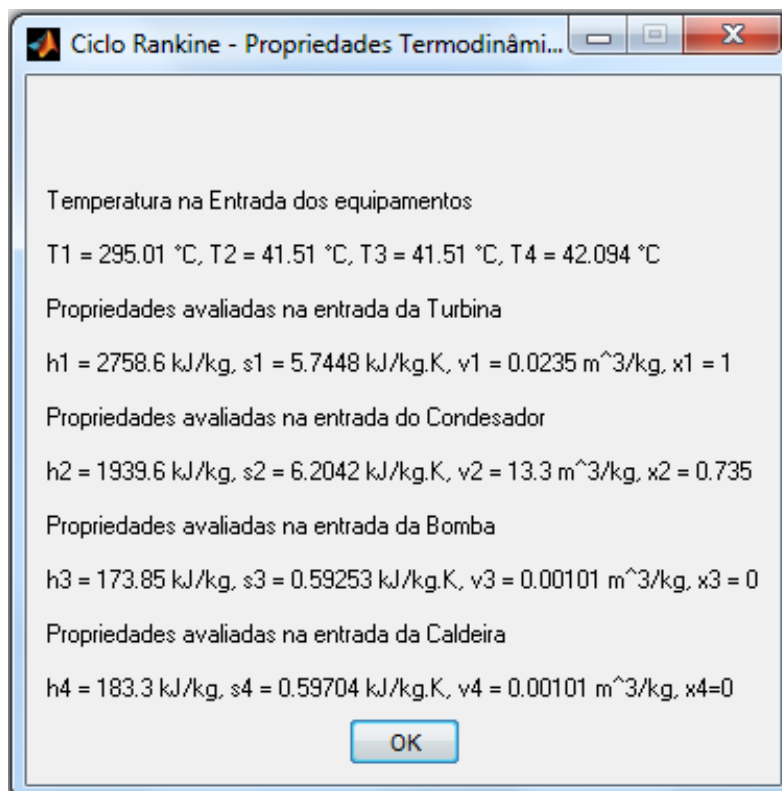 Ciclo Rankine - Propriedades Termodinâmi...
Temperatura na Entrada dos equipamentos
T1 = 295.01 °C, T2 = 41.51 °C, T3 = 41.51 °C, T4 = 42.094 °C
Propriedades avaliadas na entrada da Turbina
h1 = 2758.6 kJ/kg, s1 = 5.7448 kJ/kg.K, v1 = 0.0235 m^3/kg, x1 = 1
Propriedades avaliadas na entrada do Condesador
h2 = 1939.6 kJ/kg, s2 = 6.2042 kJ/kg.K, v2 = 13.3 m^3/kg, x2 = 0.735
Propriedades avaliadas na entrada da Bomba
h3 = 173.85 kJ/kg, s3 = 0.59253 kJ/kg.K, v3 = 0.00101 m^3/kg, x3 = 0
Propriedades avaliadas na entrada da Caldeira
h4 = 183.3 kJ/kg, s4 = 0.59704 kJ/kg.K, v4 = 0.00101 m^3/kg, x4=0
OK